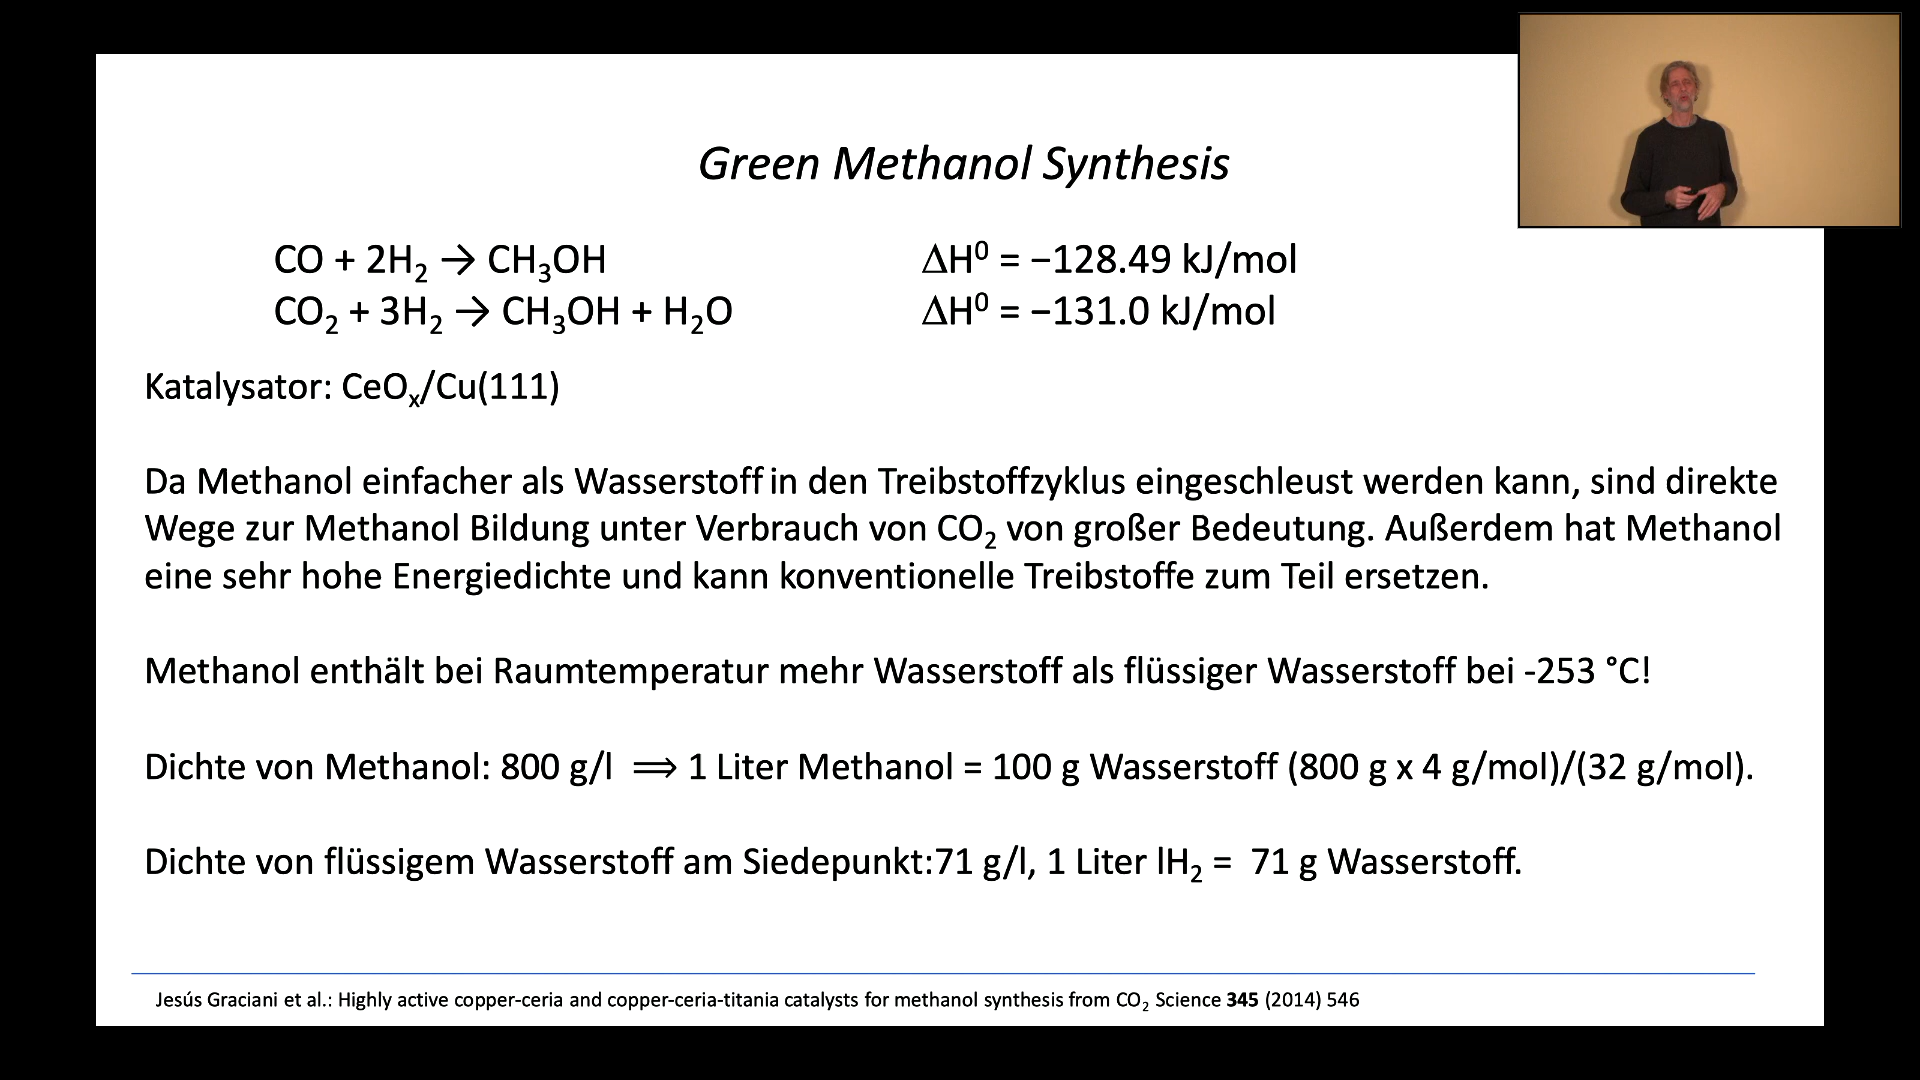 Green Methanol Synthesis
CO + 2H₂ → CH₃OH ΔH⁰ = −128.49 kJ/mol
CO₂ + 3H₂ → CH₃OH + H₂O ΔH⁰ = −131.0 kJ/mol
Katalysator: CeOₓ/Cu(111)
Da Methanol einfacher als Wasserstoff in den Treibstoffzyklus eingeschleust werden kann, sind direkte
Wege zur Methanol Bildung unter Verbrauch von CO₂ von großer Bedeutung. Außerdem hat Methanol
eine sehr hohe Energiedichte und kann konventionelle Treibstoffe zum Teil ersetzen.
Methanol enthält bei Raumtemperatur mehr Wasserstoff als flüssiger Wasserstoff bei -253 °C!
Dichte von Methanol: 800 g/l ⟹ 1 Liter Methanol = 100 g Wasserstoff (800 g x 4 g/mol)/(32 g/mol).
Dichte von flüssigem Wasserstoff am Siedepunkt:71 g/l, 1 Liter lH₂ = 71 g Wasserstoff.
Jesús Graciani et al.: Highly active copper-ceria and copper-ceria-titania catalysts for methanol synthesis from CO₂ Science 345 (2014) 546